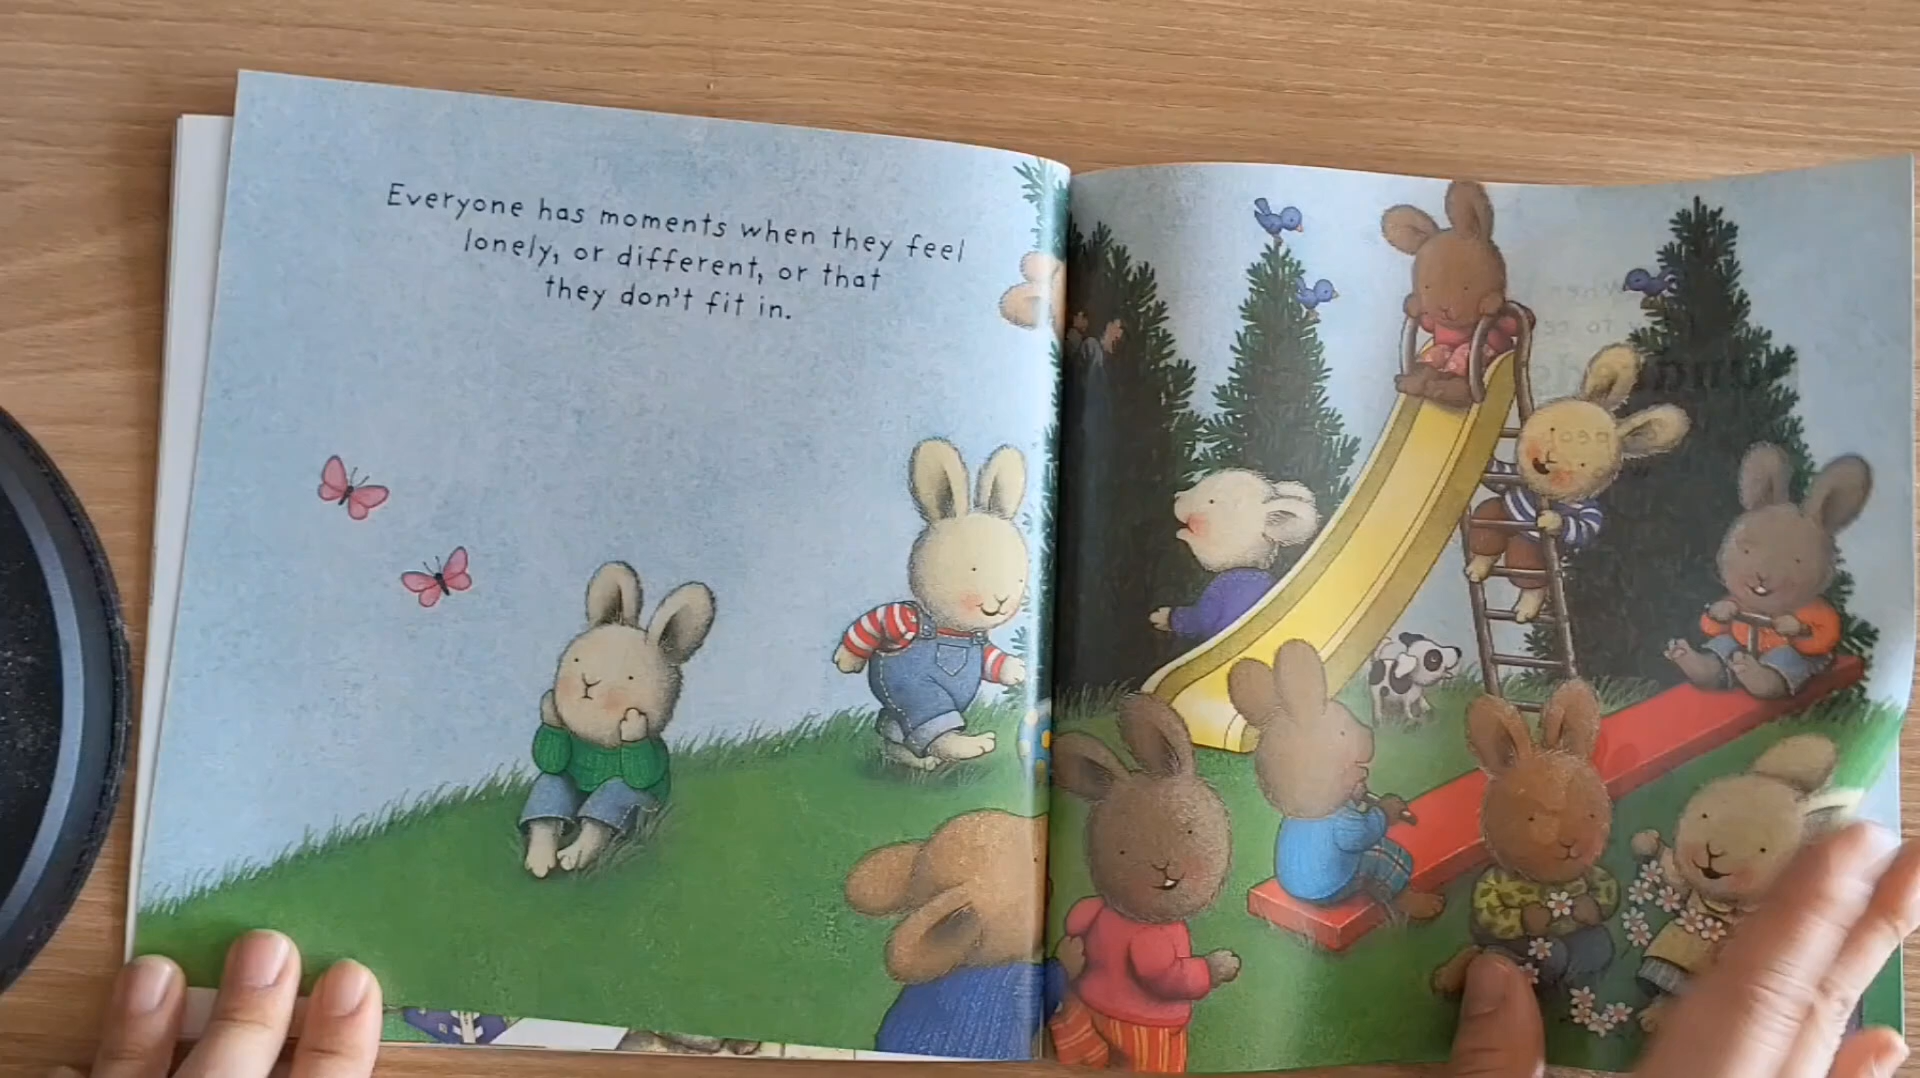 Everyone has moments when they feel
lonely, or different, or that
they don't fit in.